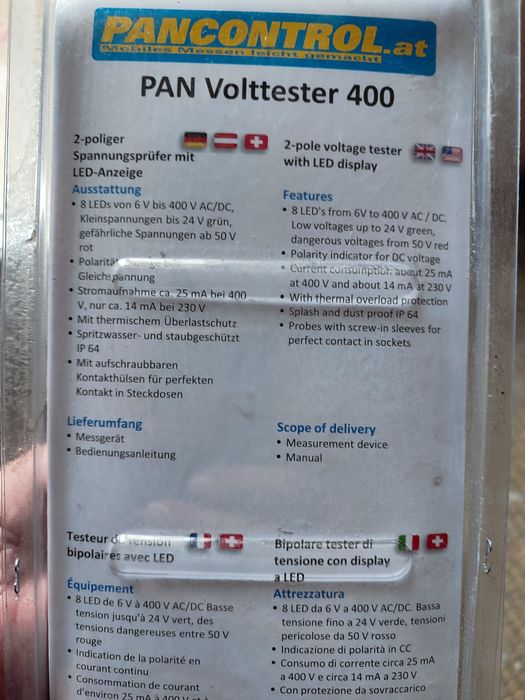 PANCONTROL.at
Mobiles Messen leicht gemacht
PAN Volttester 400
2-poliger
Spannungsprüfer mit
LED-Anzeige
Ausstattung
• 8 LEDs von 6 V bis 400 V AC/DC,
Kleinspannungen bis 24 V grün,
gefährliche Spannungen ab 50 V
rot
• Polarität
Gleichspannung
• Stromaufnahme ca. 25 mA bei 400
V, nur ca. 14 mA bei 230 V
• Mit thermischem Überlastschutz
• Spritzwasser- und staubgeschützt
IP 64
• Mit aufschraubbaren
Kontakthülsen für perfekten
Kontakt in Steckdosen
Lieferumfang
• Messgerät
• Bedienungsanleitung
2-pole voltage tester
with LED display
Features
• 8 LED's from 6V to 400 V AC / DC.
Low voltages up to 24 V green,
dangerous voltages from 50 V red
• Polarity indicator for DC voltage
• Current consumption about 25 mA
at 400 V and about 14 mA at 230 V
• With thermal overload protection
• Splash and dust proof IP 64
• Probes with screw-in sleeves for
perfect contact in sockets
Scope of delivery
• Measurement device
• Manual
Testeur de tension
bipolaires avec LED
Équipement
• 8 LED de 6 V à 400 V AC/DC Basse
tension jusqu'à 24 V vert, des
tensions dangereuses entre 50 V
rouge
• Indication de la polarité en
courant continu
• Consommation de courant
d'environ 25 mA à 400 V et à
Bipolare tester di
tensione con display
a LED
Attrezzatura
• 8 LED da 6 V a 400 V AC/DC. Bassa
tensione fino a 24 V verde, tensioni
pericolose da 50 V rosso
• Indicazione di polarità in CC
• Consumo di corrente circa 25 mA
a 400 V e circa 14 mA a 230 V
• Con protezione da sovracarico